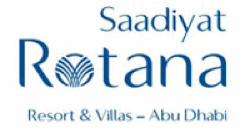 Saadiyat
Rotana
Resort & Villas – Abu Dhabi